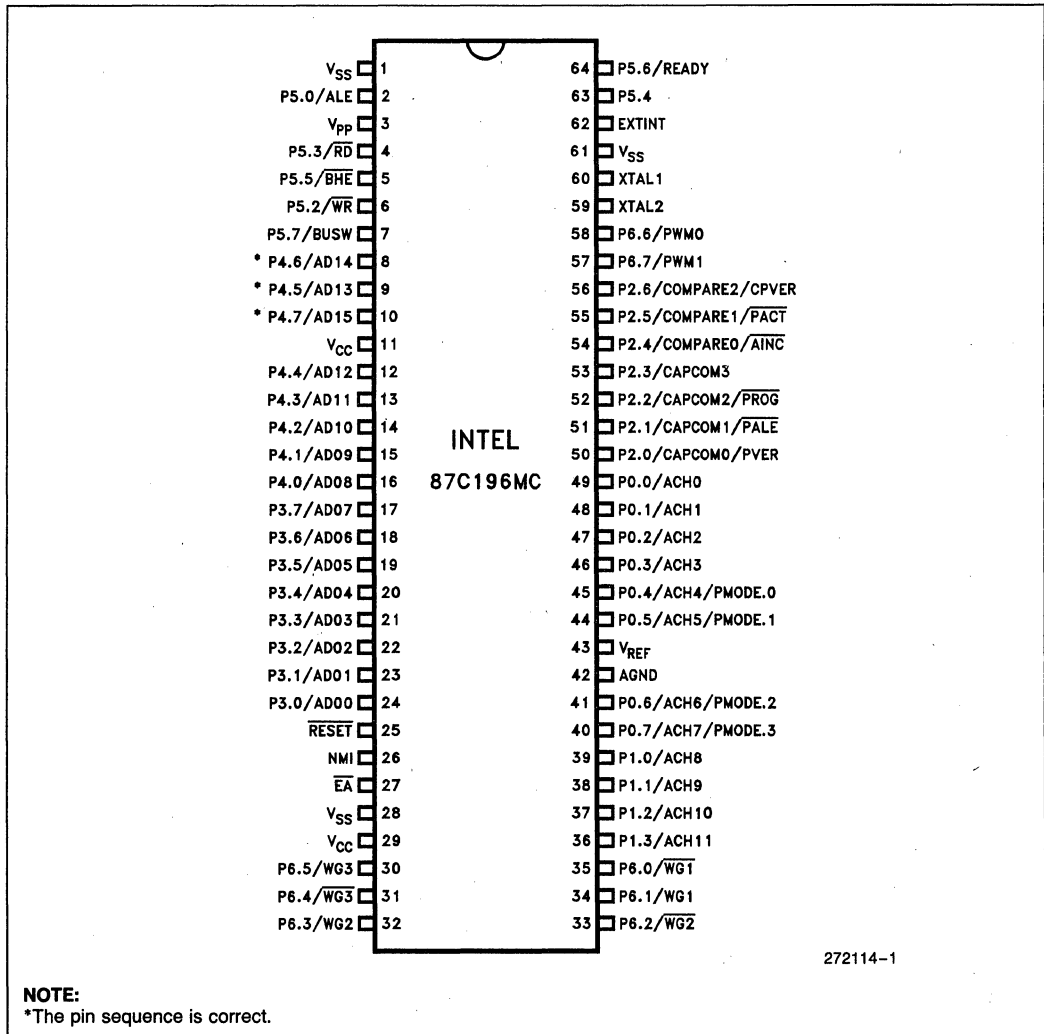 VSS 1 64 P5.6/READY
P5.0/ALE 2 63 P5.4
VPP 3 62 EXTINT
P5.3/RD 4 61 VSS
P5.5/BHE 5 60 XTAL1
P5.2/WR 6 59 XTAL2
P5.7/BUSW 7 58 P6.6/PWM0
* P4.6/AD14 8 57 P6.7/PWM1
* P4.5/AD13 9 56 P2.6/COMPARE2/CPVER
* P4.7/AD15 10 55 P2.5/COMPARE1/PACT
VCC 11 54 P2.4/COMPARE0/AINC
P4.4/AD12 12 53 P2.3/CAPCOM3
P4.3/AD11 13 52 P2.2/CAPCOM2/PROG
P4.2/AD10 14 51 P2.1/CAPCOM1/PALE
INTEL
P4.1/AD09 15 50 P2.0/CAPCOM0/PVER
P4.0/AD08 16 87C196MC 49 P0.0/ACH0
P3.7/AD07 17 48 P0.1/ACH1
P3.6/AD06 18 47 P0.2/ACH2
P3.5/AD05 19 46 P0.3/ACH3
P3.4/AD04 20 45 P0.4/ACH4/PMODE.0
P3.3/AD03 21 44 P0.5/ACH5/PMODE.1
P3.2/AD02 22 43 VREF
P3.1/AD01 23 42 AGND
P3.0/AD00 24 41 P0.6/ACH6/PMODE.2
RESET 25 40 P0.7/ACH7/PMODE.3
NMI 26 39 P1.0/ACH8
EA 27 38 P1.1/ACH9
VSS 28 37 P1.2/ACH10
VCC 29 36 P1.3/ACH11
P6.5/WG3 30 35 P6.0/WG1
P6.4/WG3 31 34 P6.1/WG1
P6.3/WG2 32 33 P6.2/WG2
272114–1
NOTE:
*The pin sequence is correct.